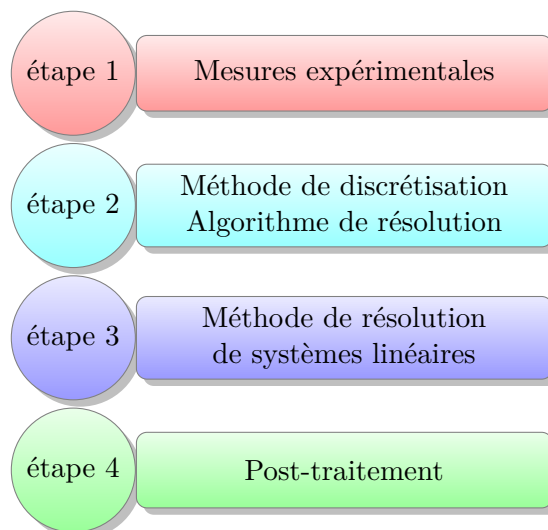 étape 1
Mesures expérimentales
étape 2
Méthode de discrétisation
Algorithme de résolution
étape 3
Méthode de résolution
de systèmes linéaires
étape 4
Post-traitement